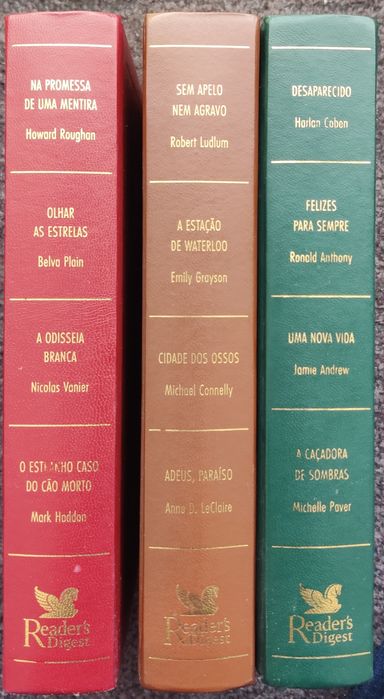 NA PROMESSA
DE UMA MENTIRA
Howard Roughan
OLHAR
AS ESTRELAS
Belva Plain
A ODISSEIA
BRANCA
Nicolas Vanier
O ESTRANHO CASO
DO CÃO MORTO
Mark Haddon
Reader's
Digest
SEM APELO
NEM AGRAVO
Robert Ludlum
A ESTAÇÃO
DE WATERLOO
Emily Grayson
CIDADE DOS OSSOS
Michael Connelly
ADEUS, PARAÍSO
Anne D. LeClaire
Reader's
Digest
DESAPARECIDO
Harlan Coben
FELIZES
PARA SEMPRE
Ronald Anthony
UMA NOVA VIDA
Jamie Andrew
A CAÇADORA
DE SOMBRAS
Michelle Paver
Reader's
Digest